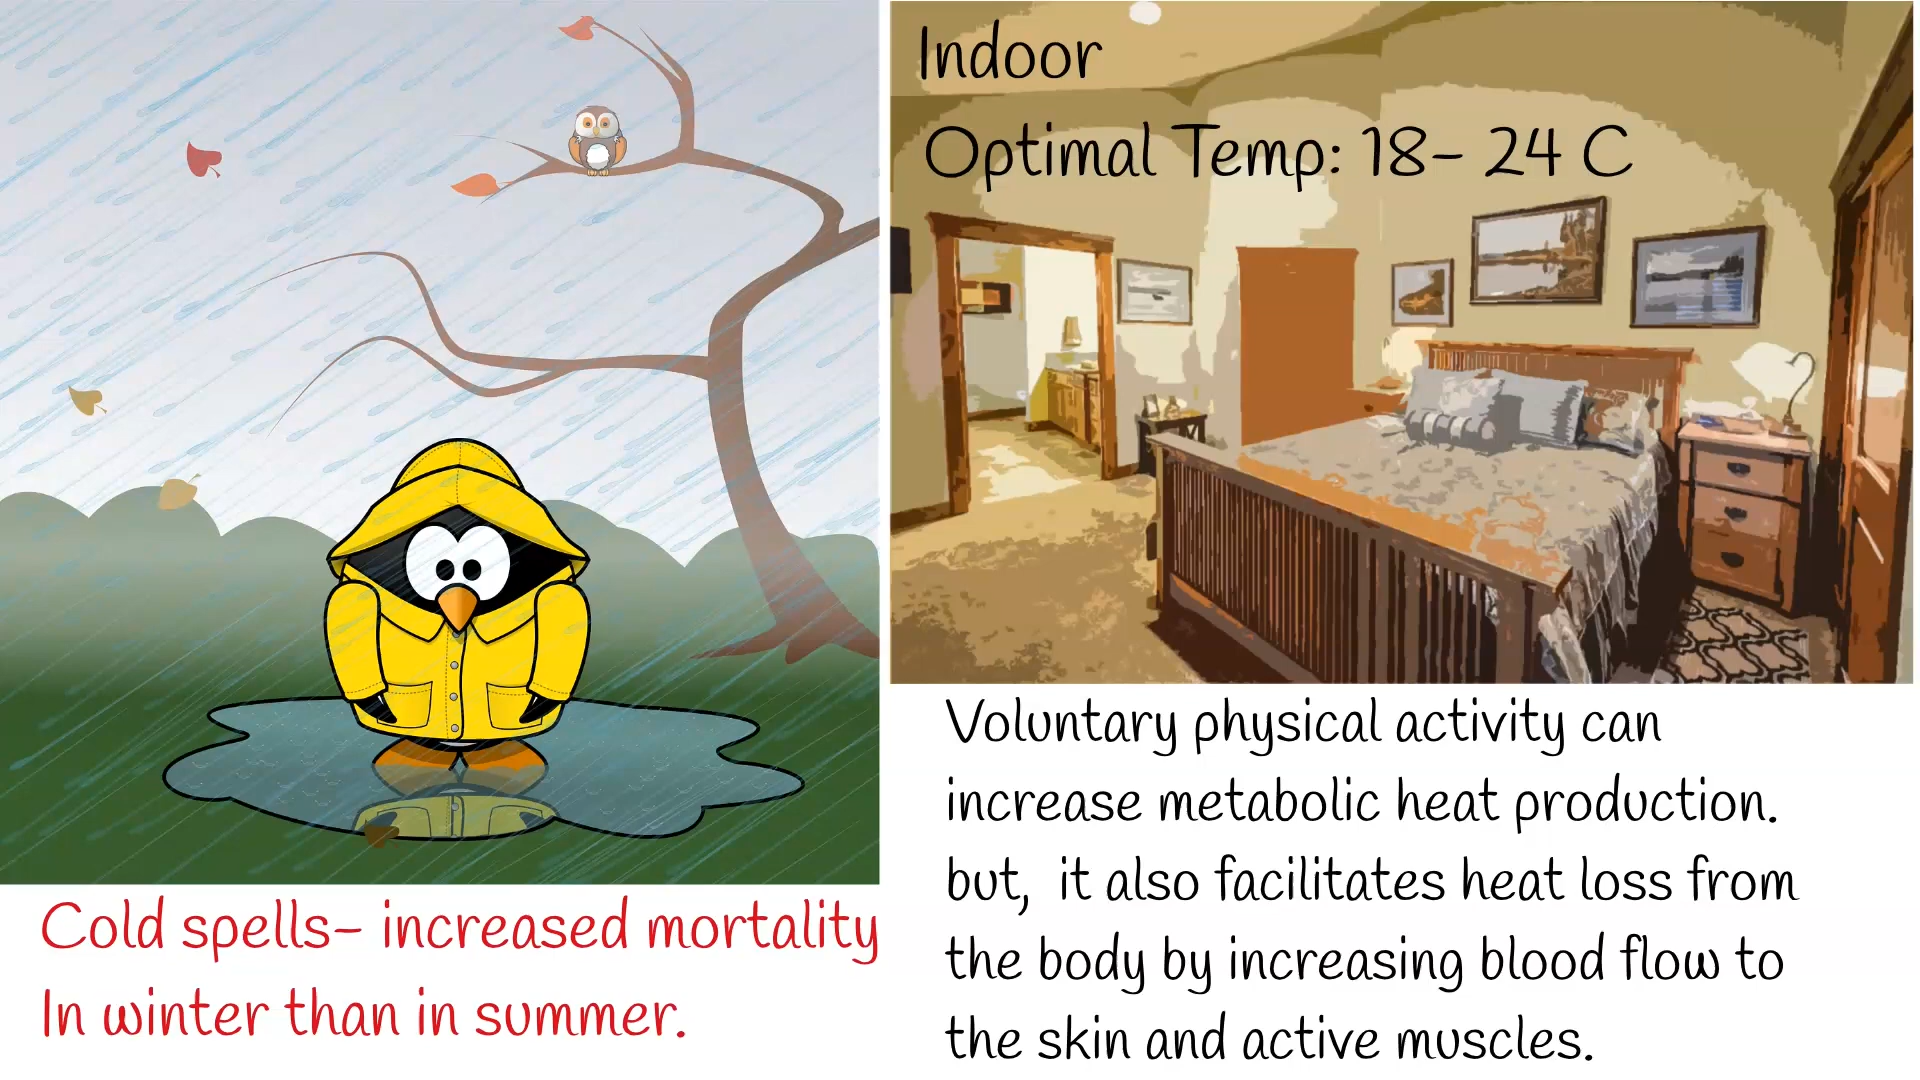 Indoor
Optimal Temp: 18– 24 C
Cold spells– increased mortality
In winter than in summer.
Voluntary physical activity can
increase metabolic heat production.
but,  it also facilitates heat loss from
the body by increasing blood flow to
the skin and active muscles.